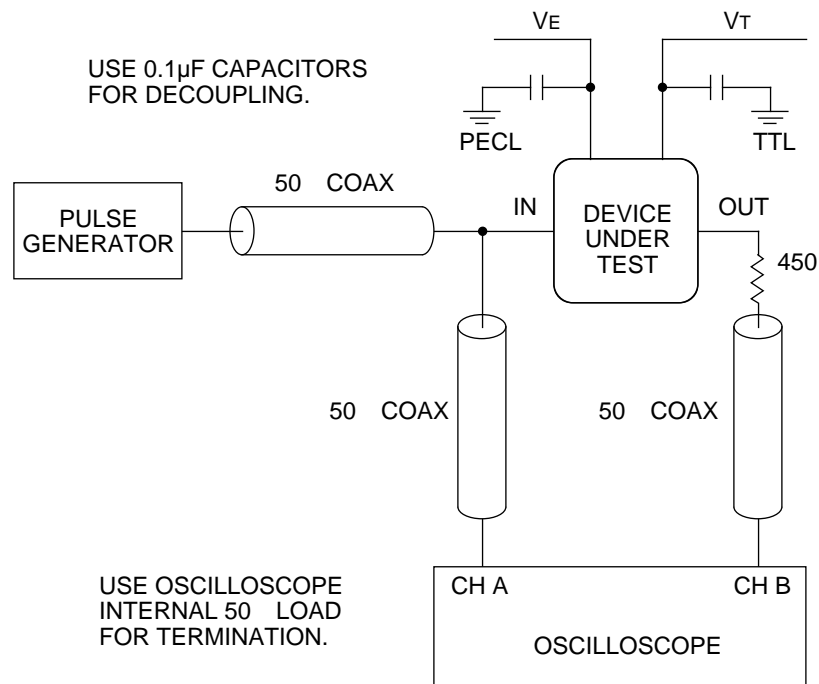 VE
VT
USE 0.1µF CAPACITORS
FOR DECOUPLING.
PECL
TTL
50 COAX
PULSE
GENERATOR
IN
DEVICE
UNDER
TEST
OUT
450
50 COAX
50 COAX
USE OSCILLOSCOPE
INTERNAL 50 LOAD
FOR TERMINATION.
CH A
CH B
OSCILLOSCOPE